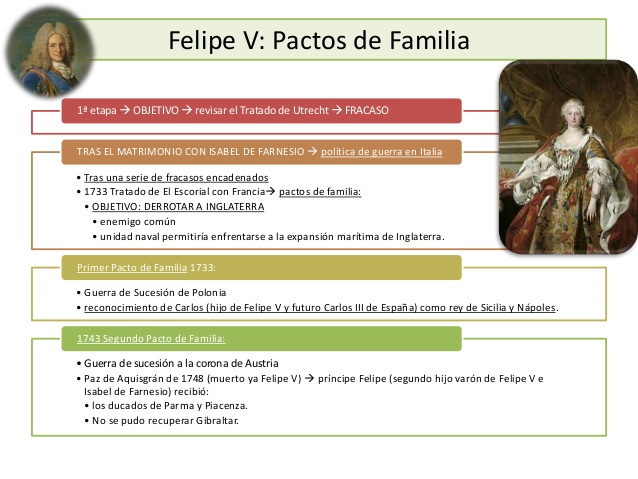 Felipe V: Pactos de Familia
1ª etapa → OBJETIVO → revisar el Tratado de Utrecht → FRACASO
TRAS EL MATRIMONIO CON ISABEL DE FARNESIO → política de guerra en Italia
• Tras una serie de fracasos encadenados
• 1733 Tratado de El Escorial con Francia→ pactos de familia:
• OBJETIVO: DERROTAR A INGLATERRA
• enemigo común
• unidad naval permitiría enfrentarse a la expansión marítima de Inglaterra.
Primer Pacto de Familia 1733:
• Guerra de Sucesión de Polonia
• reconocimiento de Carlos (hijo de Felipe V y futuro Carlos III de España) como rey de Sicilia y Nápoles.
1743 Segundo Pacto de Familia:
• Guerra de sucesión a la corona de Austria
• Paz de Aquisgrán de 1748 (muerto ya Felipe V) → príncipe Felipe (segundo hijo varón de Felipe V e
Isabel de Farnesio) recibió:
• los ducados de Parma y Piacenza.
• No se pudo recuperar Gibraltar.